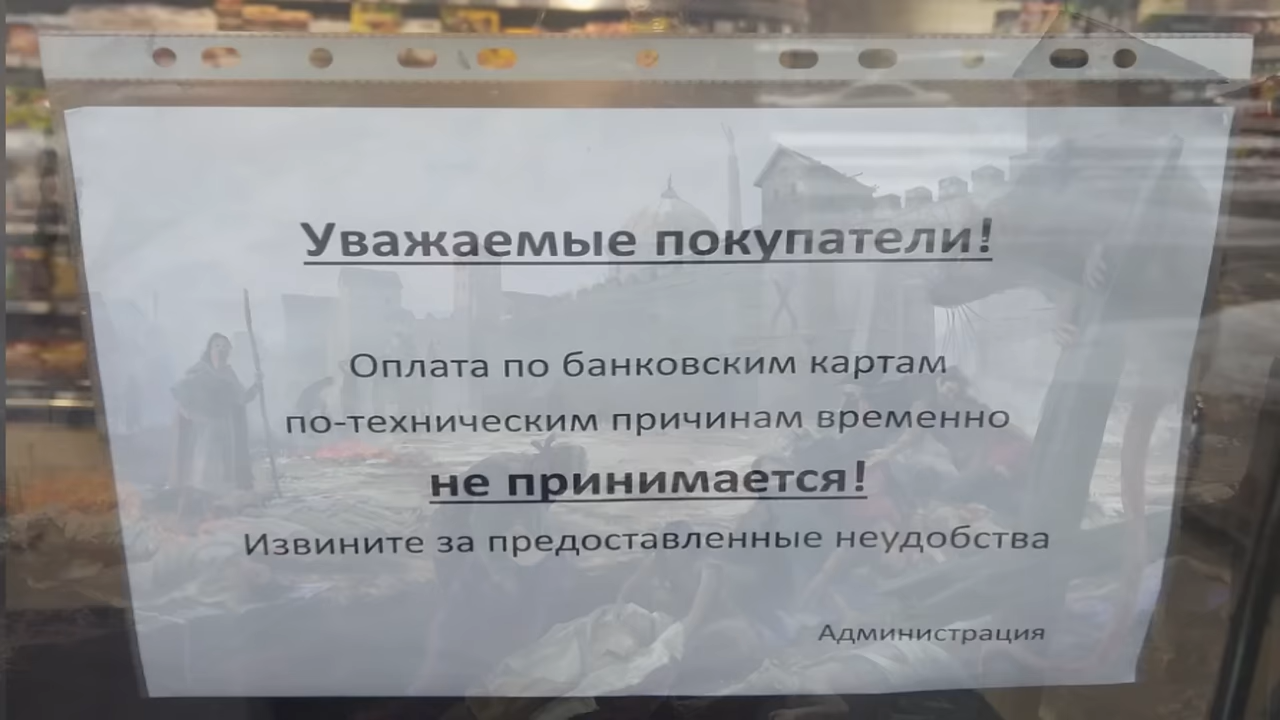 Уважаемые покупатели!
Оплата по банковским картам
по-техническим причинам временно
не принимается!
Извините за предоставленные неудобства
Администрация